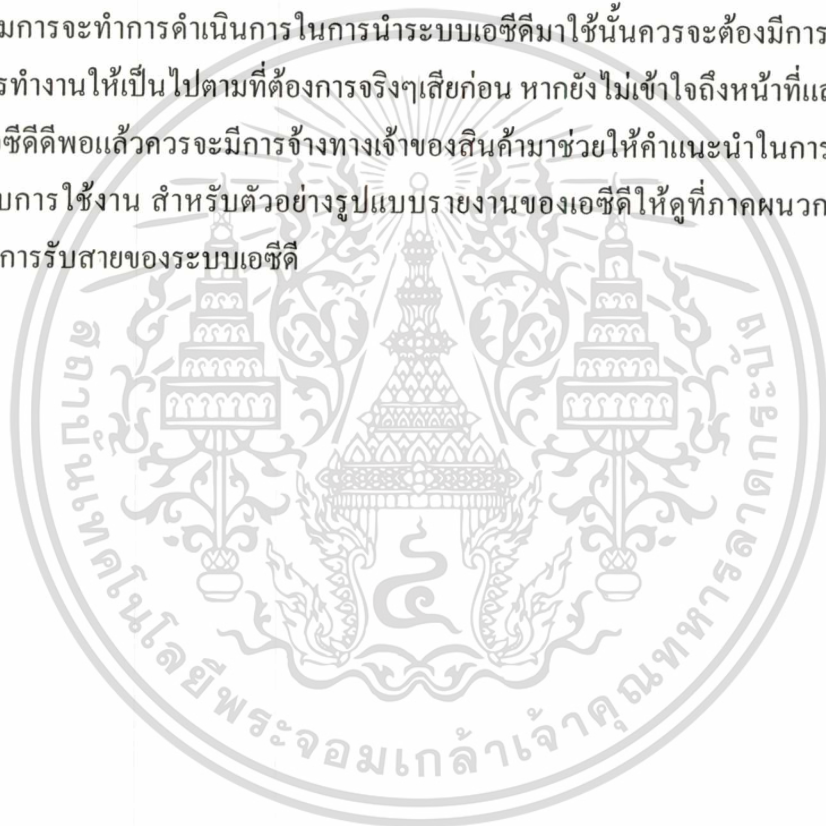 มการจะทำการดำเนินการในการนำระบบเอซีดีมาใช้นั้นควรจะต้องมีการ
รทำงานให้เป็นไปตามที่ต้องการจริงๆเสียก่อน หากยังไม่เข้าใจถึงหน้าที่แล
อซีดีดีพอแล้วควรจะมีการจ้างทางเจ้าของสินค้ามาช่วยให้คำแนะนำในการ
บการใช้งาน สำหรับตัวอย่างรูปแบบรายงานของเอซีดีให้ดูที่ภาคผนวก
การรับสายของระบบเอซีดี
สถาบันเทคโนโลยีพระจอมเกล้าเจ้าคุณทหารลาดกระบัง